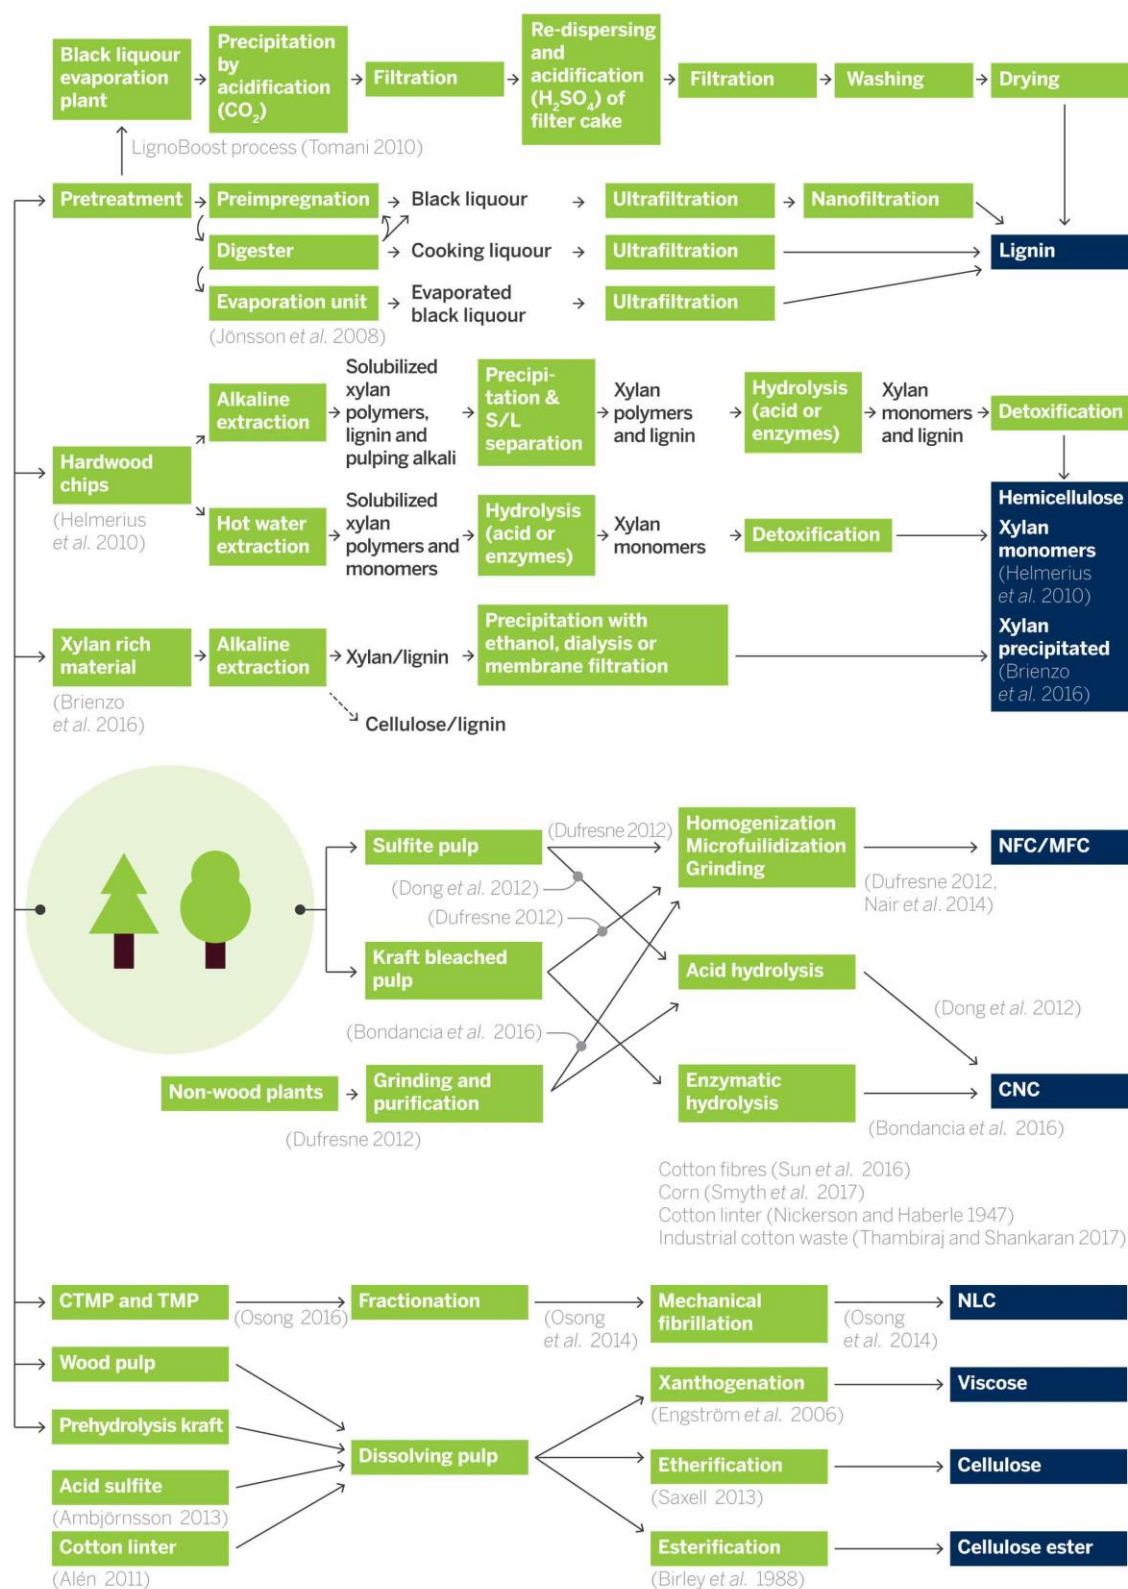 Black liquour
evaporation
plant
Precipitation
by
acidification
(CO2)
Filtration
Re-dispersing
and
acidification
(H2SO4) of
filter cake
Filtration
Washing
Drying
LignoBoost process (Tomani 2010)
Pretreatment
Preimpregnation
Black liquour
Ultrafiltration
Nanofiltration
Digester
Cooking liquour
Ultrafiltration
Lignin
Evaporation unit
Evaporated
black liquour
Ultrafiltration
(Jönsson et al. 2008)
Alkaline
extraction
Solubilized
xylan
polymers,
lignin and
pulping alkali
Precipi-
tation &
S/L
separation
Xylan
polymers
and lignin
Hydrolysis
(acid or
enzymes)
Xylan
monomers
and lignin
Detoxification
Hardwood
chips
(Helmerius
et al. 2010)
Hot water
extraction
Solubilized
xylan
polymers and
monomers
Hydrolysis
(acid or
enzymes)
Xylan
monomers
Detoxification
Hemicellulose
Xylan
monomers
(Helmerius
et al. 2010)
Xylan
precipitated
(Brienzo
et al. 2016)
Xylan rich
material
(Brienzo
et al. 2016)
Alkaline
extraction
Xylan/lignin
Precipitation with
ethanol, dialysis or
membrane filtration
Cellulose/lignin
Sulfite pulp
(Dufresne 2012)
Homogenization
Microfuilidization
Grinding
NFC/MFC
(Dong et al. 2012)
(Dufresne 2012,
Nair et al. 2014)
(Dufresne 2012)
Kraft bleached
pulp
Acid hydrolysis
(Dong et al. 2012)
(Bondancia et al. 2016)
Non-wood plants
Grinding and
purification
(Dufresne 2012)
Enzymatic
hydrolysis
CNC
(Bondancia et al. 2016)
Cotton fibres (Sun et al. 2016)
Corn (Smyth et al. 2017)
Cotton linter (Nickerson and Haberle 1947)
Industrial cotton waste (Thambiraj and Shankaran 2017)
CTMP and TMP
(Osong 2016)
Fractionation
(Osong
et al. 2014)
Mechanical
fibrillation
(Osong
et al. 2014)
NLC
Wood pulp
Xanthogenation
(Engström et al. 2006)
Viscose
Prehydrolysis kraft
Dissolving pulp
Etherification
(Saxell 2013)
Cellulose
Acid sulfite
(Ambjörnsson 2013)
Cotton linter
(Alén 2011)
Esterification
(Birley et al. 1988)
Cellulose ester